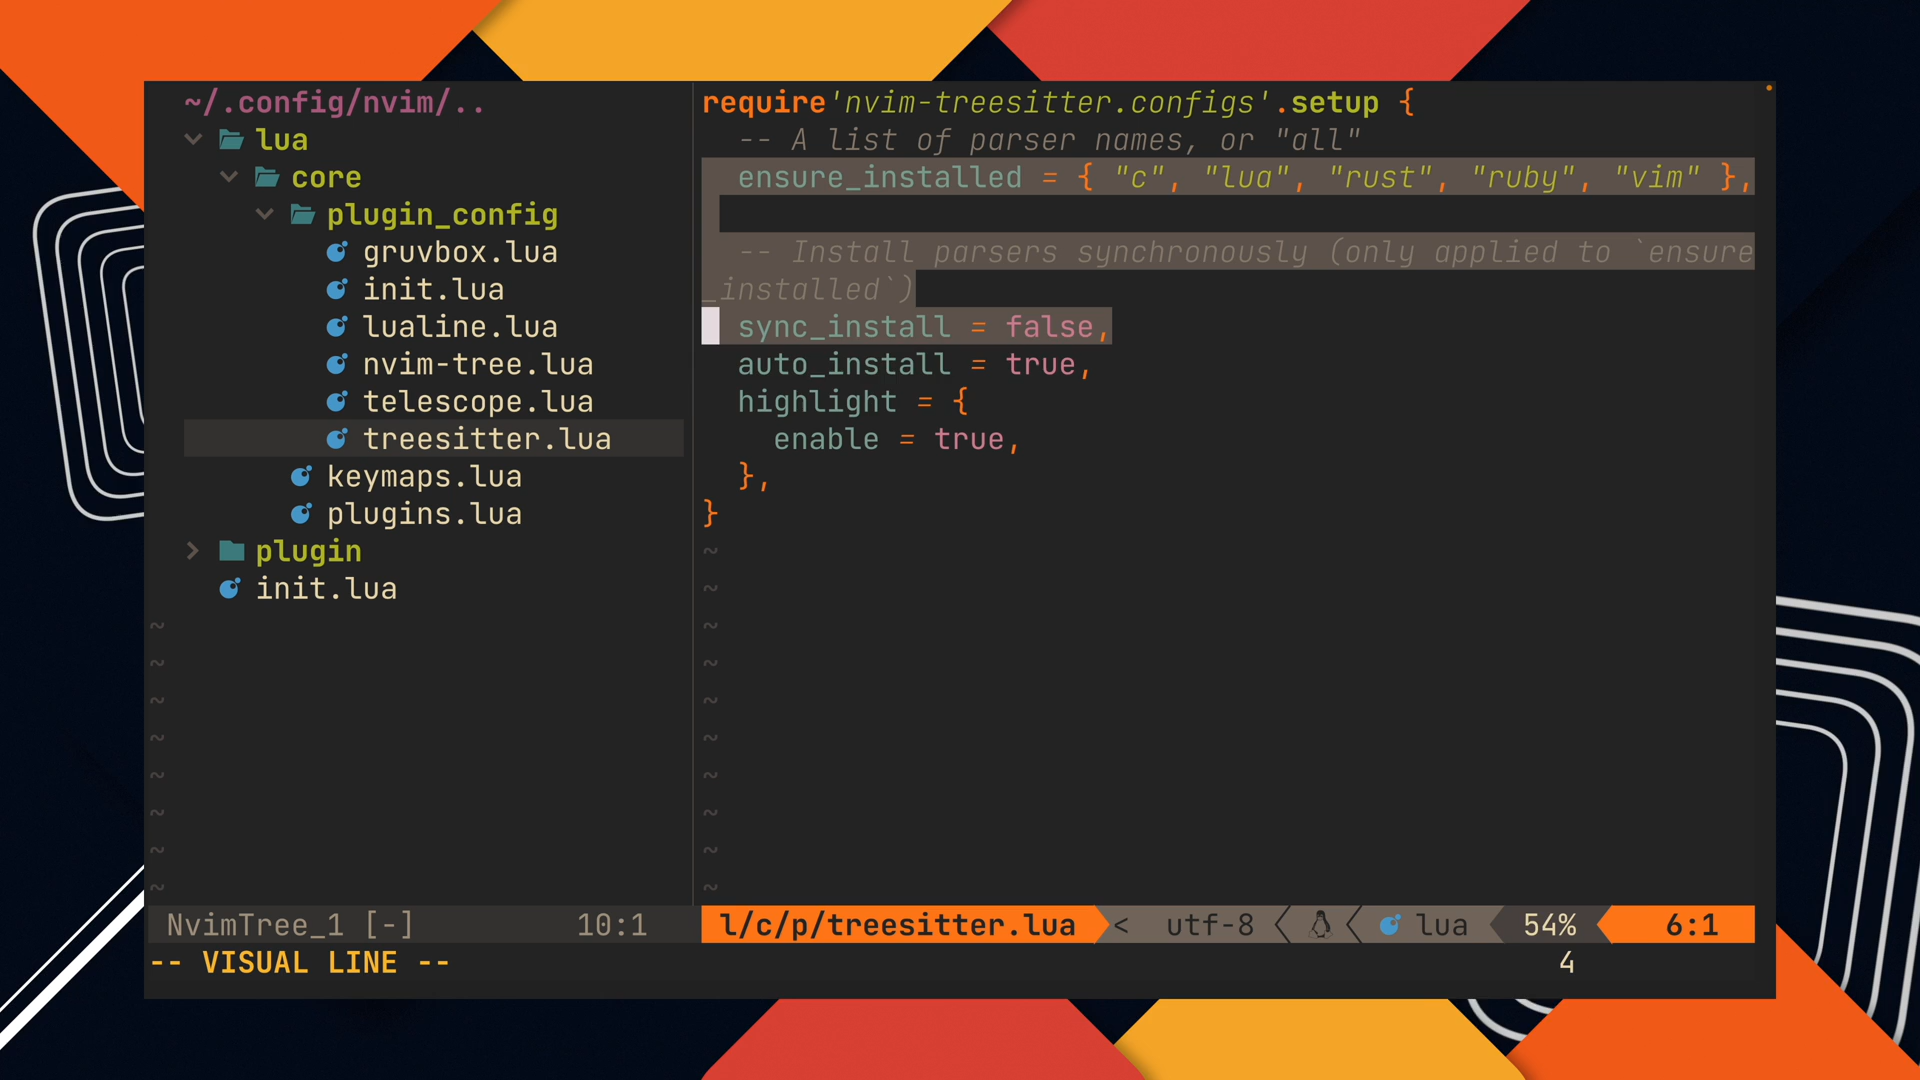 ~/.config/nvim/..
lua
core
plugin_config
gruvbox.lua
init.lua
lualine.lua
nvim-tree.lua
telescope.lua
treesitter.lua
keymaps.lua
plugins.lua
plugin
init.lua
~
~
~
~
~
~
~
~
NvimTree_1 [-] 10:1
require'nvim-treesitter.configs'.setup {
  -- A list of parser names, or "all"
  ensure_installed = { "c", "lua", "rust", "ruby", "vim" },

  -- Install parsers synchronously (only applied to `ensure
_installed`)
  sync_install = false,
  auto_install = true,
  highlight = {
    enable = true,
  },
}
~
~
~
~
~
~
~
~
~
~
l/c/p/treesitter.lua < utf-8 lua 54% 6:1
-- VISUAL LINE -- 4